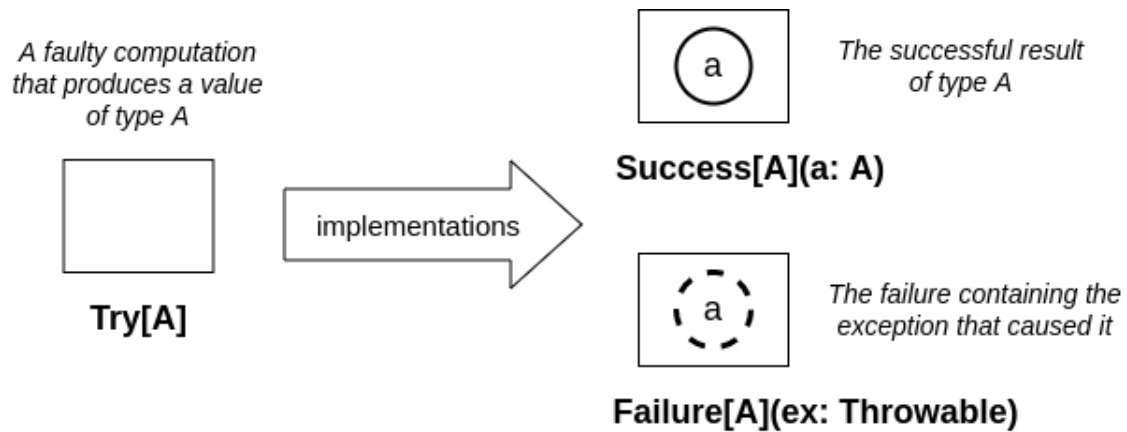 A faulty computation
that produces a value
of type A
Try[A]
implementations
a
The successful result
of type A
Success[A](a: A)
a
The failure containing the
exception that caused it
Failure[A](ex: Throwable)